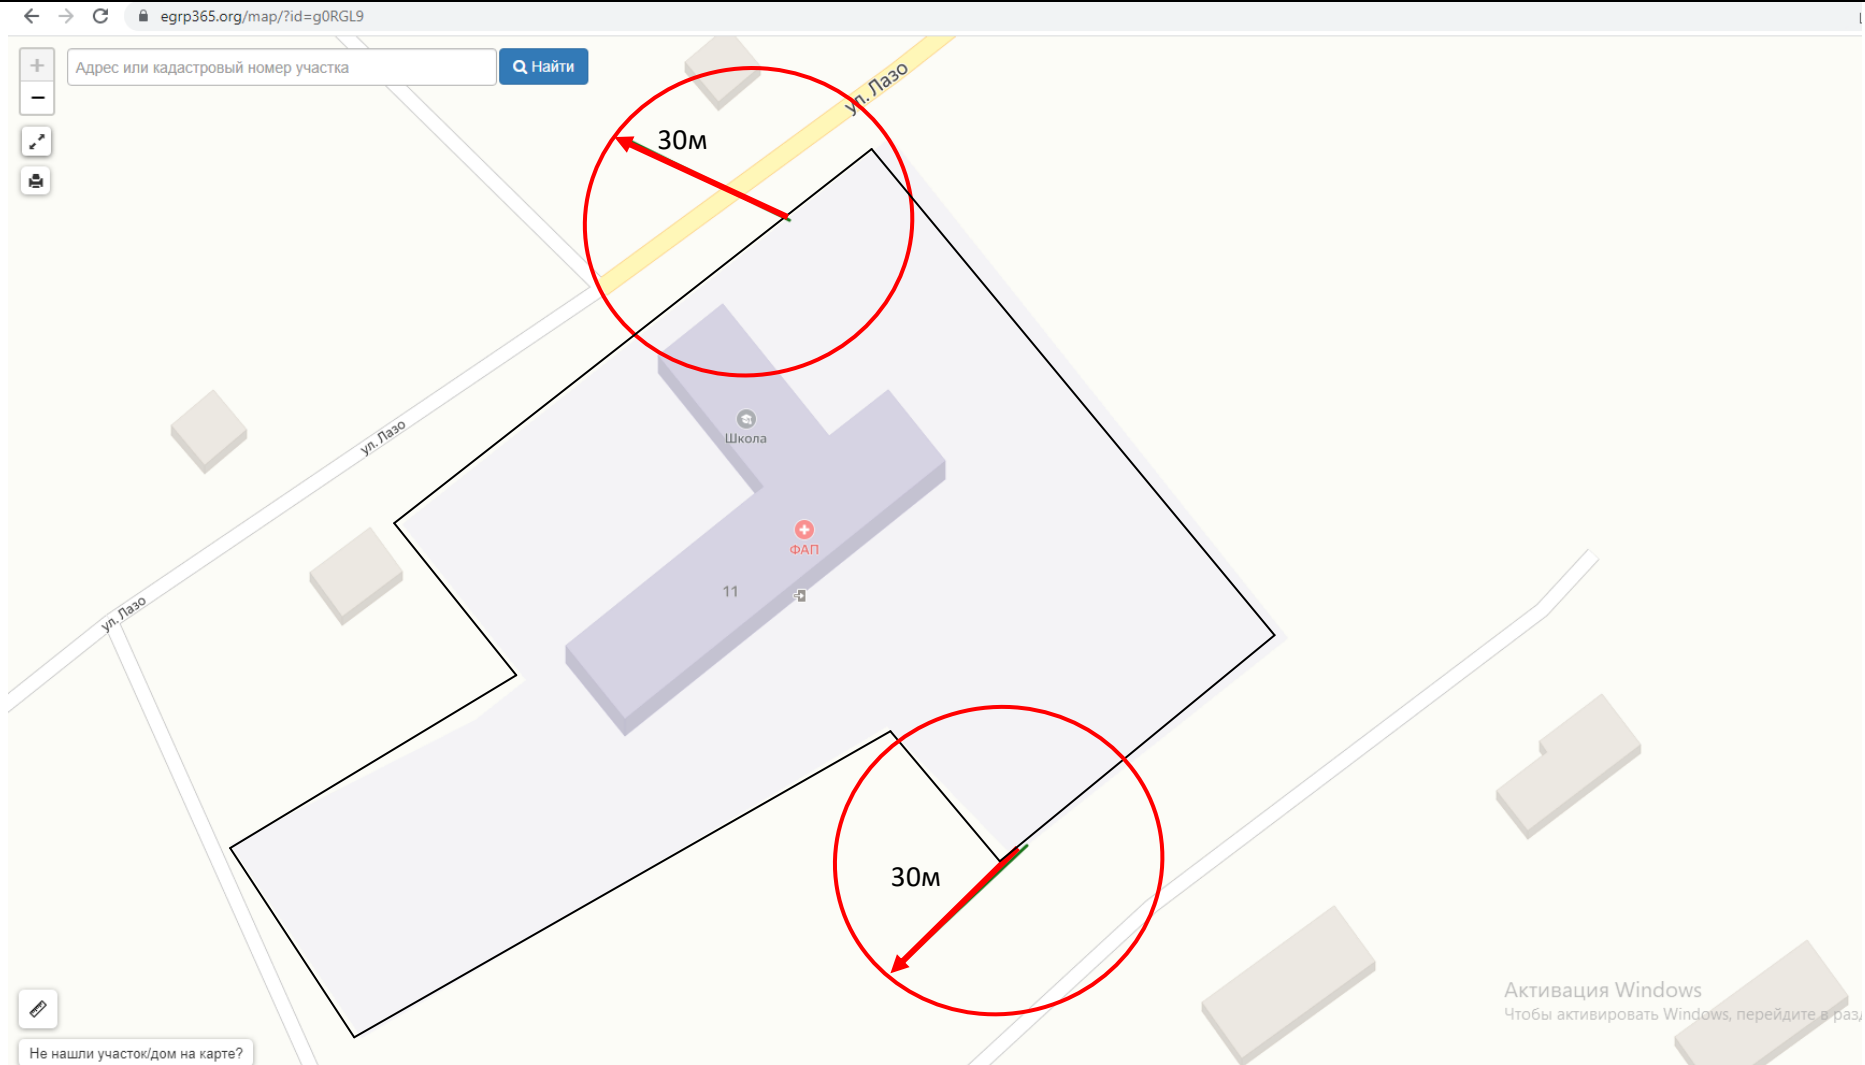 egrp365.org/map/?id=g0RGL9
Адрес или кадастровый номер участка
Найти
ул. Лазо
30м
Школа
ул. Лазо
ФАП
11
ул. Лазо
30м
Активация Windows
Чтобы активировать Windows, перейдите в
Не нашли участок/дом на карте?